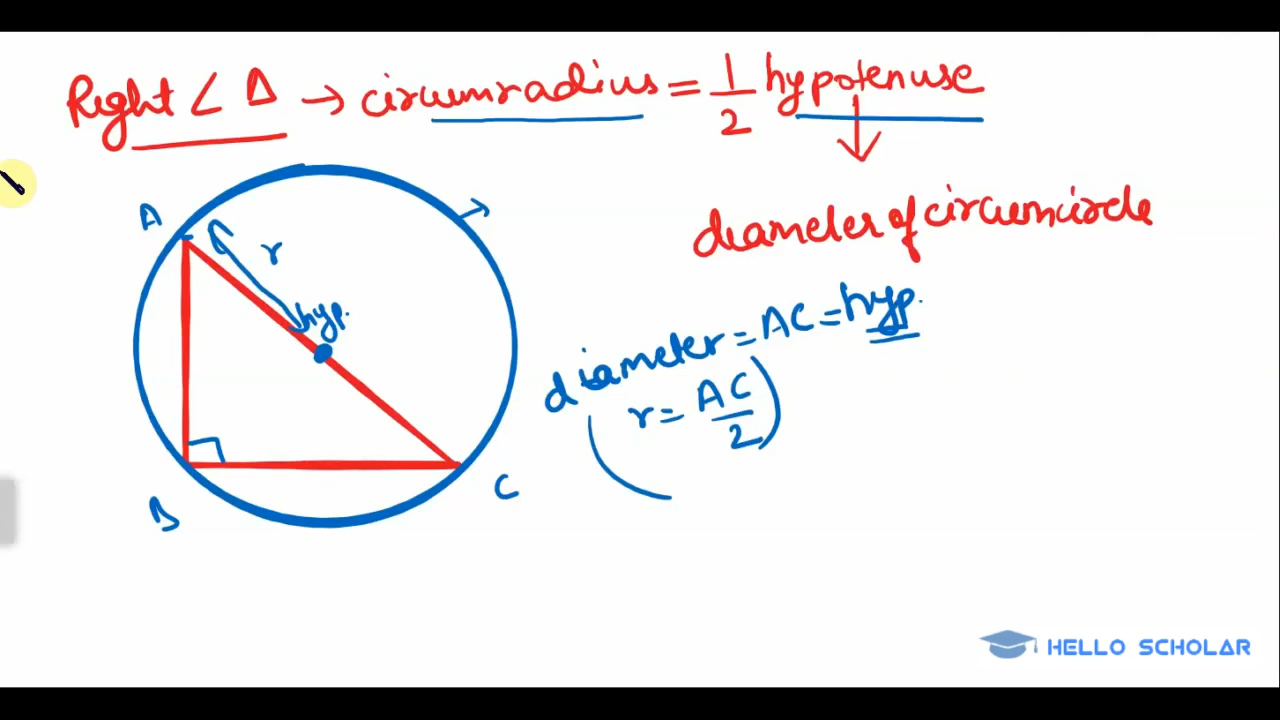 Right ∠ Δ → circumradius = 1/2 hypotenuse
diameter of circumcircle
A
r
hyp.
diameter = AC = hyp.
r = AC/2
B
C
HELLO SCHOLAR